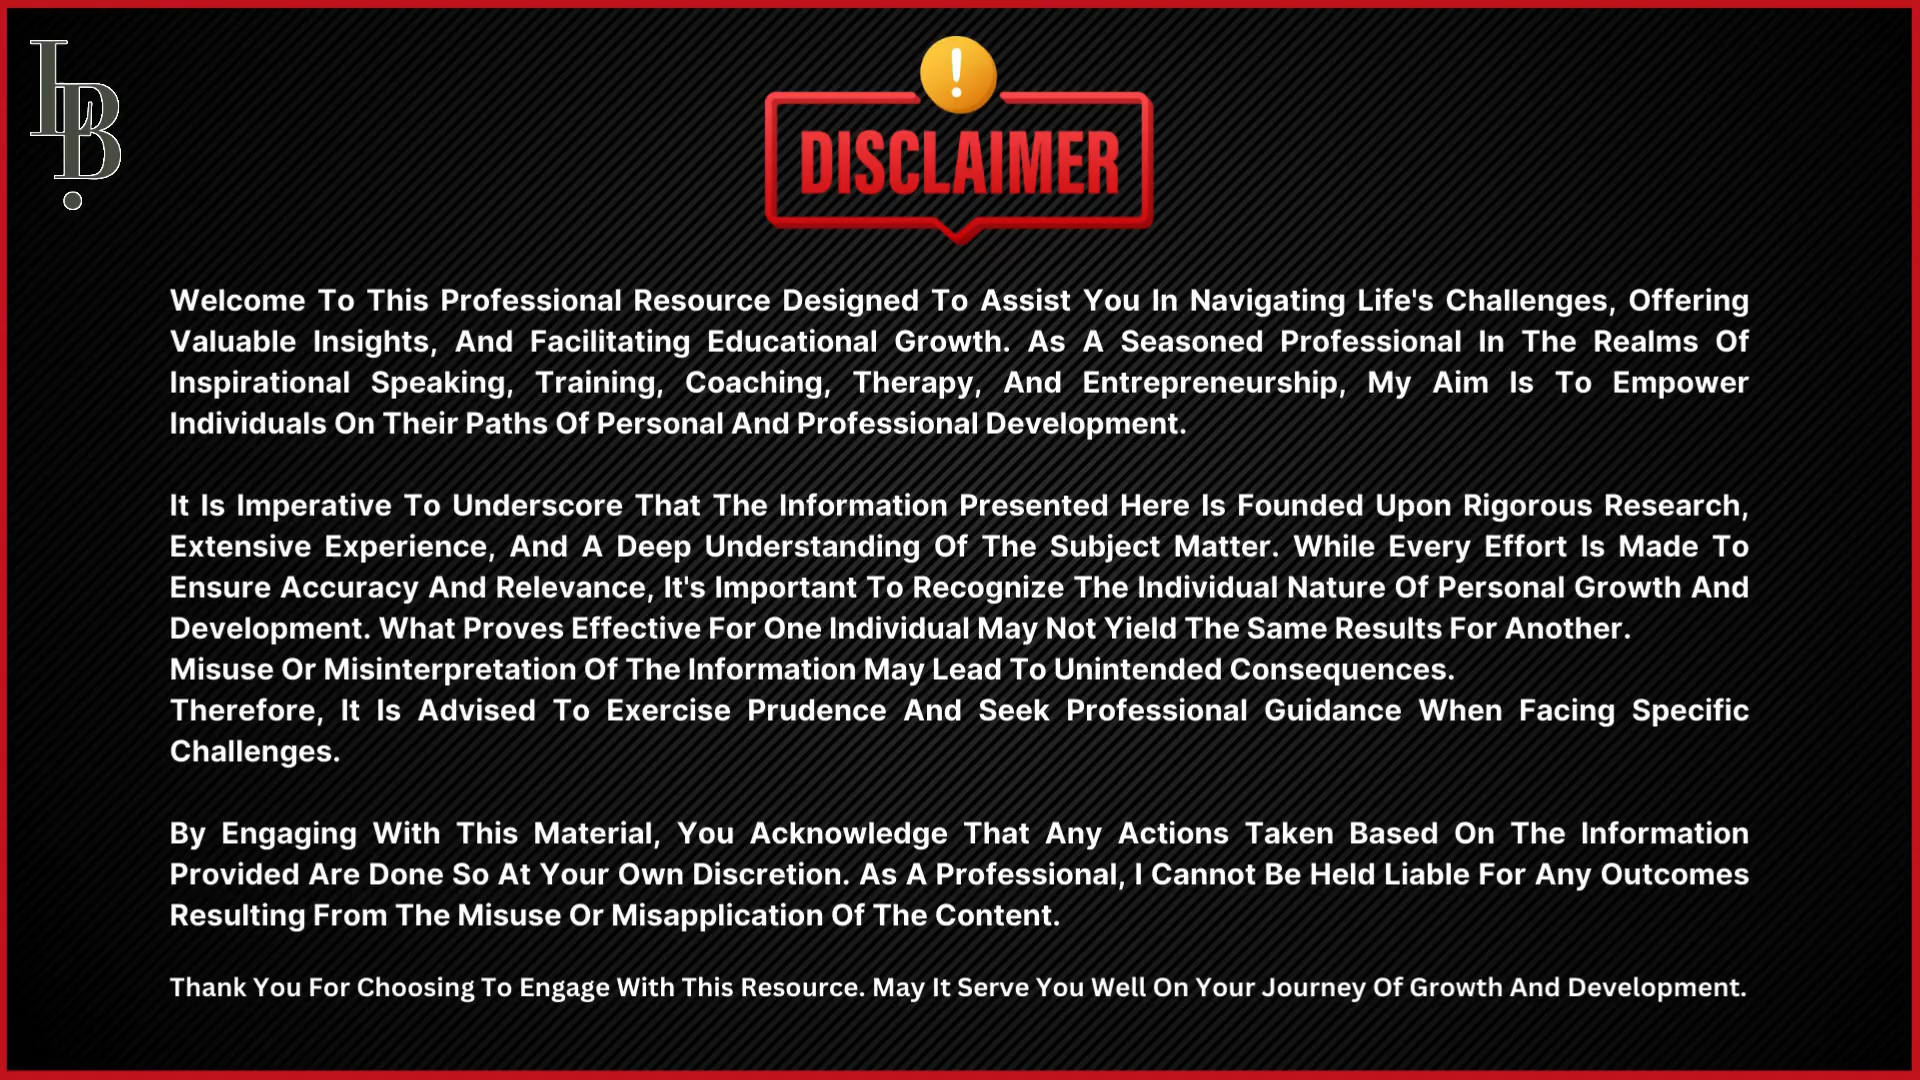 LB
!
DISCLAIMER
Welcome To This Professional Resource Designed To Assist You In Navigating Life's Challenges, Offering
Valuable Insights, And Facilitating Educational Growth. As A Seasoned Professional In The Realms Of
Inspirational Speaking, Training, Coaching, Therapy, And Entrepreneurship, My Aim Is To Empower
Individuals On Their Paths Of Personal And Professional Development.
It Is Imperative To Underscore That The Information Presented Here Is Founded Upon Rigorous Research,
Extensive Experience, And A Deep Understanding Of The Subject Matter. While Every Effort Is Made To
Ensure Accuracy And Relevance, It's Important To Recognize The Individual Nature Of Personal Growth And
Development. What Proves Effective For One Individual May Not Yield The Same Results For Another.
Misuse Or Misinterpretation Of The Information May Lead To Unintended Consequences.
Therefore, It Is Advised To Exercise Prudence And Seek Professional Guidance When Facing Specific
Challenges.
By Engaging With This Material, You Acknowledge That Any Actions Taken Based On The Information
Provided Are Done So At Your Own Discretion. As A Professional, I Cannot Be Held Liable For Any Outcomes
Resulting From The Misuse Or Misapplication Of The Content.
Thank You For Choosing To Engage With This Resource. May It Serve You Well On Your Journey Of Growth And Development.